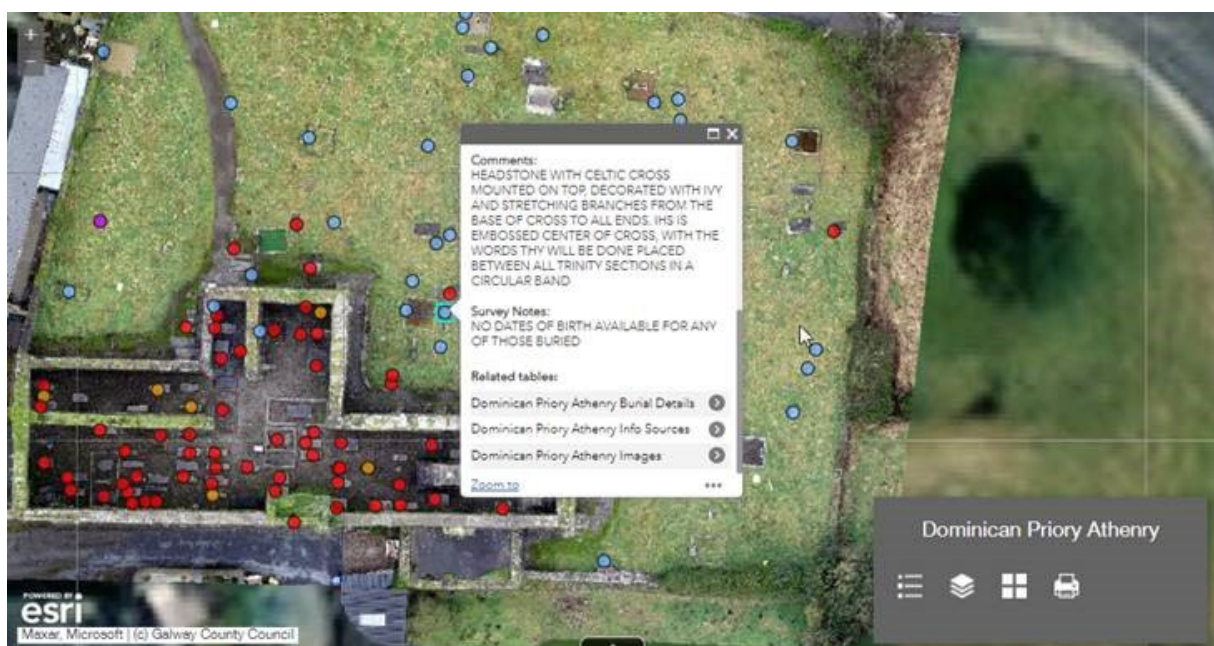 +
−
Comments:
HEADSTONE WITH CELTIC CROSS
MOUNTED ON TOP, DECORATED WITH IVY
AND STRETCHING BRANCHES FROM THE
BASE OF CROSS TO ALL ENDS. IHS IS
EMBOSSED CENTER OF CROSS, WITH THE
WORDS THY WILL BE DONE PLACED
BETWEEN ALL TRINITY SECTIONS IN A
CIRCULAR BAND
Survey Notes:
NO DATES OF BIRTH AVAILABLE FOR ANY
OF THOSE BURIED
Related tables:
Dominican Priory Athenry Burial Details
Dominican Priory Athenry Info Sources
Dominican Priory Athenry Images
Zoom to
Dominican Priory Athenry
POWERED BY
esri
Maxar, Microsoft | (c) Galway County Council